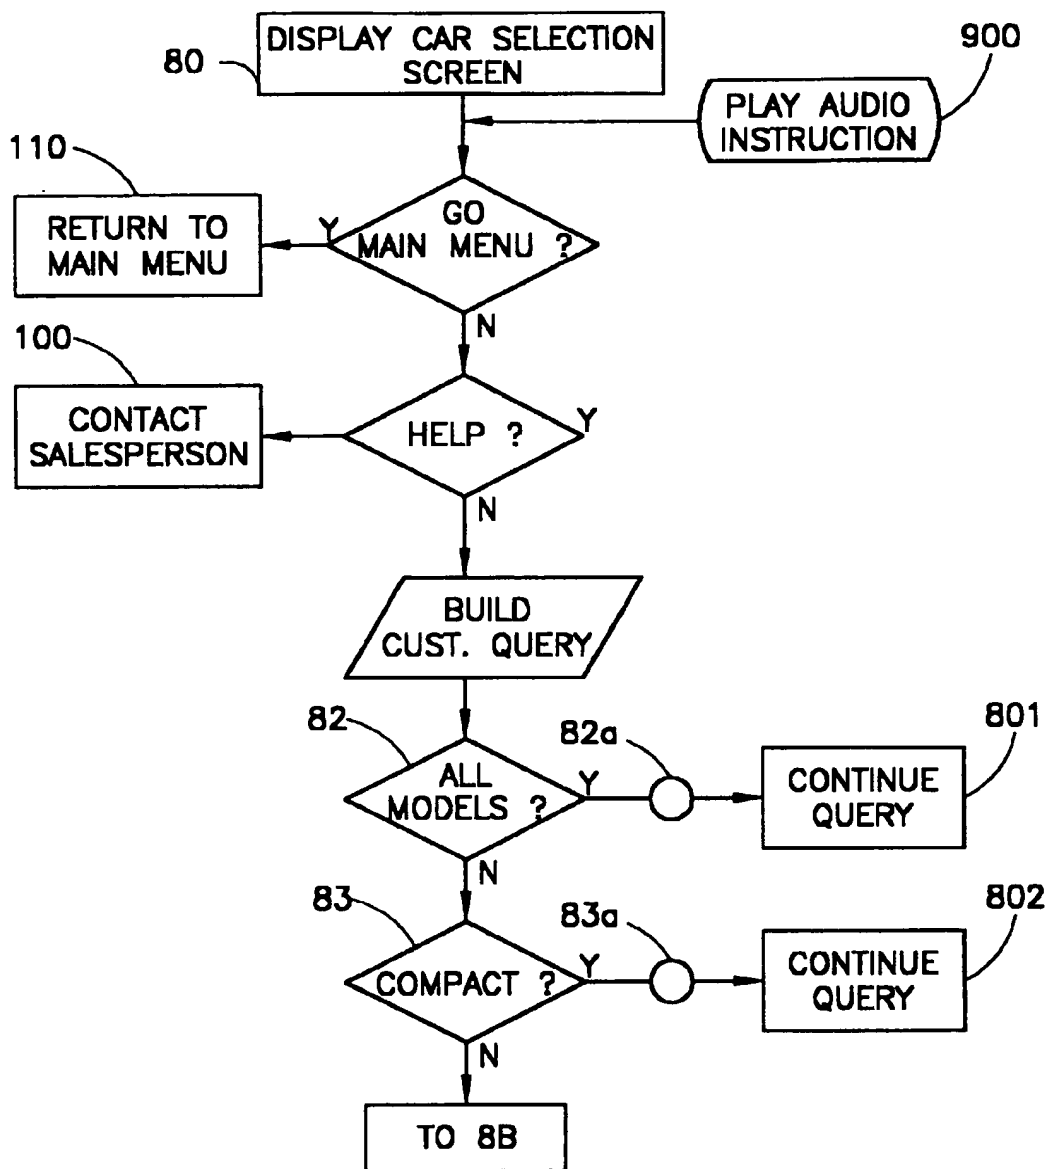 DISPLAY CAR SELECTION
SCREEN
80
900
PLAY AUDIO
INSTRUCTION
110
RETURN TO
MAIN MENU
Y
GO
MAIN MENU ?
N
100
CONTACT
SALESPERSON
HELP ?
Y
N
BUILD
CUST. QUERY
82
ALL
MODELS ?
Y
82a
801
CONTINUE
QUERY
N
83
COMPACT ?
Y
83a
802
CONTINUE
QUERY
N
TO 8B